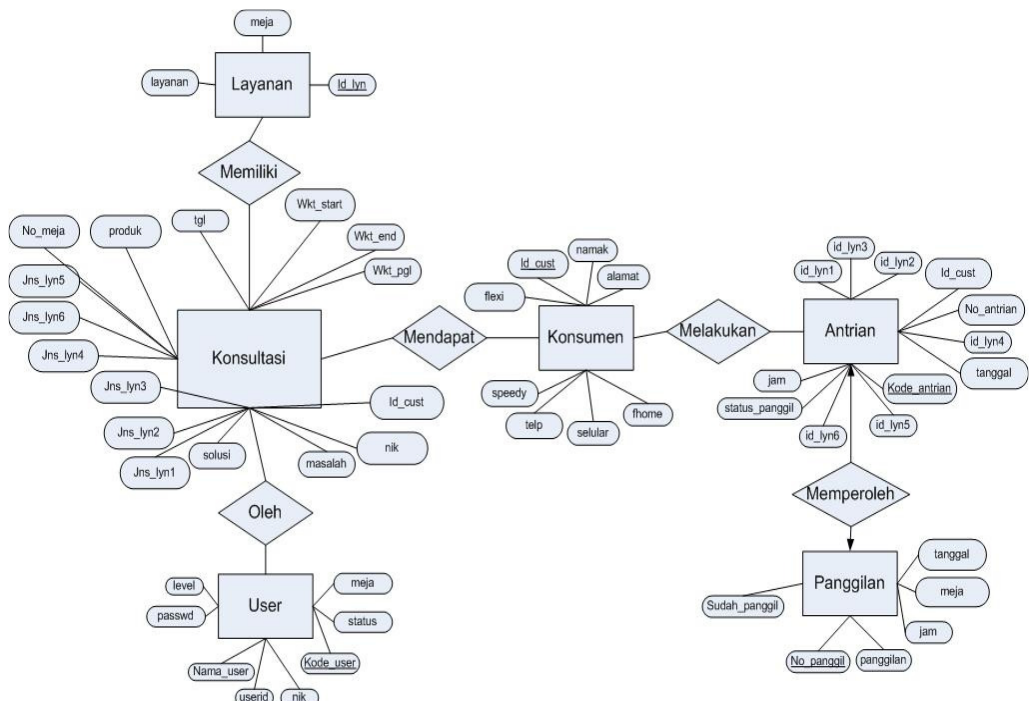 meja
layanan
Layanan
Id_lyn
Memiliki
tgl
Wkt_start
Wkt_end
Wkt_pgl
No_meja
produk
Jns_lyn5
Jns_lyn6
Jns_lyn4
Konsultasi
Jns_lyn3
Jns_lyn2
Jns_lyn1
solusi
masalah
nik
Id_cust
Mendapat
Id_cust
namak
alamat
flexi
Konsumen
speedy
telp
selular
fhome
Melakukan
id_lyn3
id_lyn1
id_lyn2
Id_cust
No_antrian
Antrian
id_lyn4
tanggal
jam
status_panggil
Kode_antrian
id_lyn6
id_lyn5
Memperoleh
Oleh
level
passwd
User
meja
status
Kode_user
Nama_user
userid
nik
Panggilan
tanggal
meja
jam
Sudah_panggil
No_panggil
panggilan